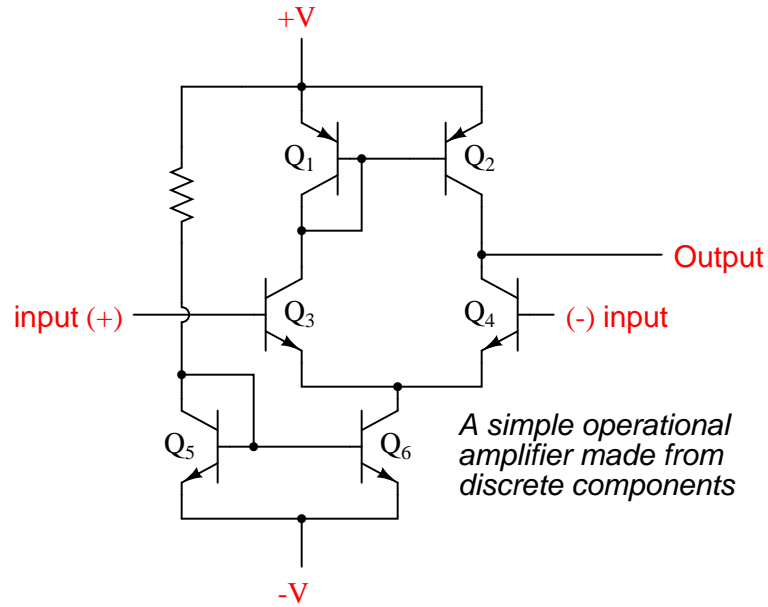 +V
Q1
Q2
Output
input (+)
Q3
Q4
(-) input
Q5
Q6
A simple operational
amplifier made from
discrete components
-V